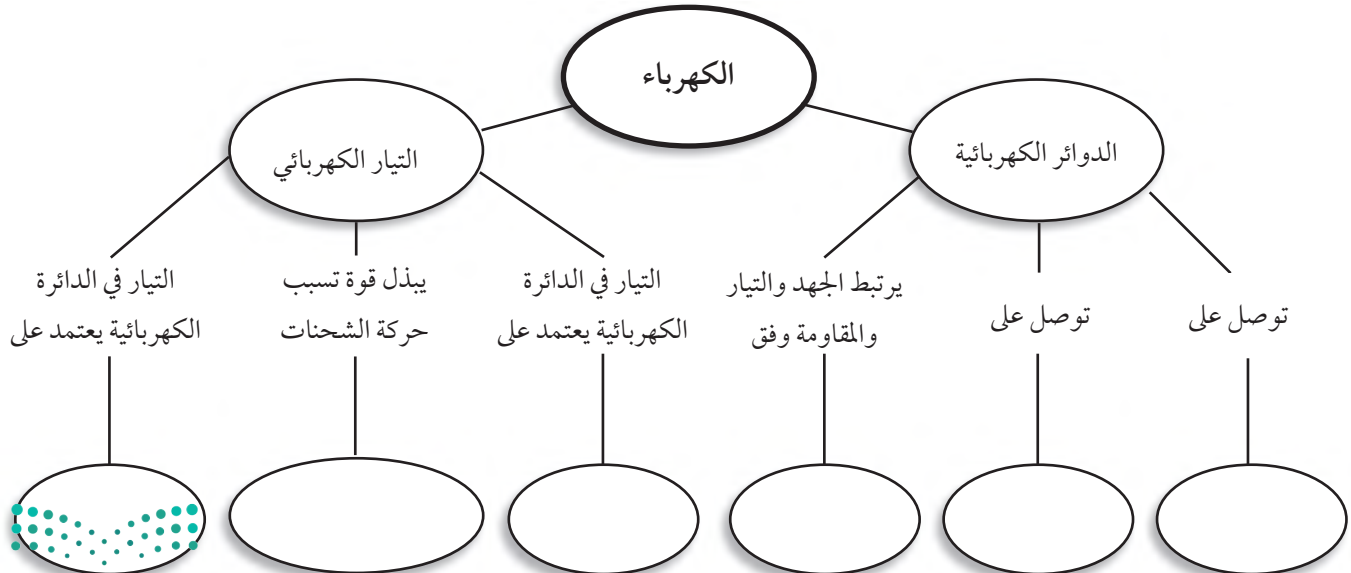 الكهرباء
الدوائر الكهربائية
التيار الكهربائي
توصل على
توصل على
يرتبط الجهد والتيار
والمقاومة وفق
التيار في الدائرة
الكهربائية يعتمد على
يبذل قوة تسبب
حركة الشحنات
التيار في الدائرة
الكهربائية يعتمد على